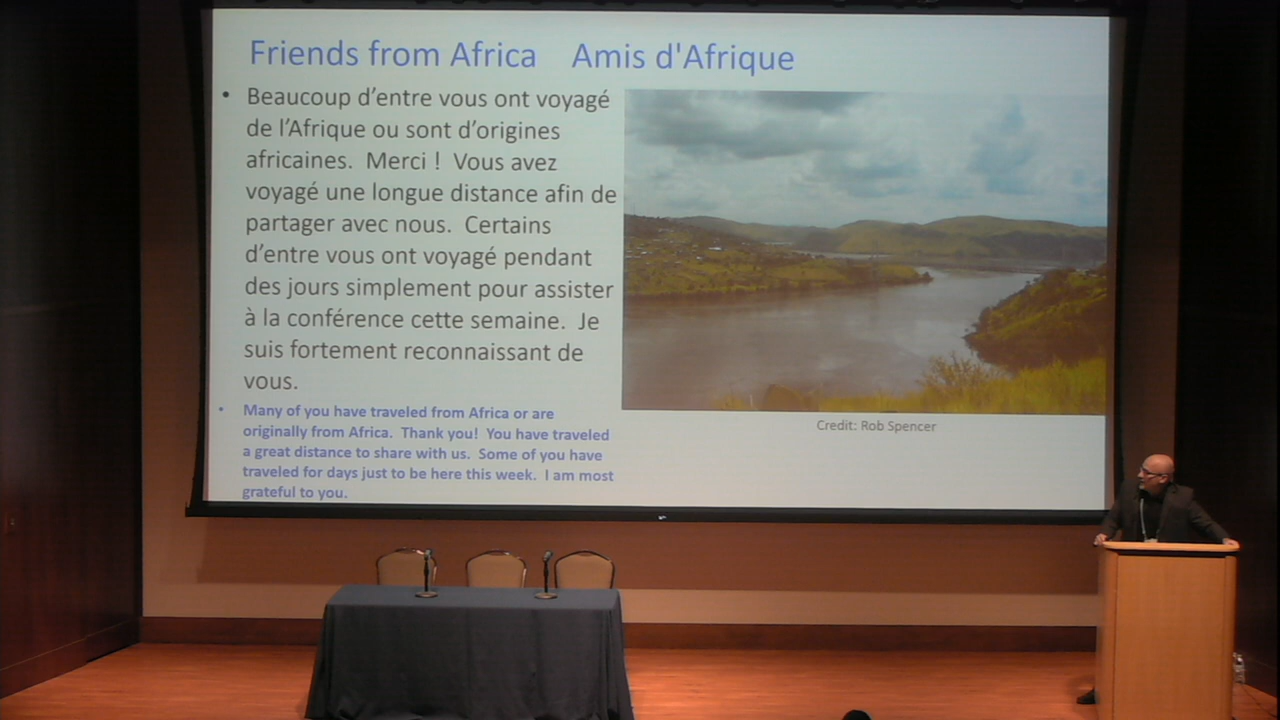 Friends from Africa    Amis d'Afrique
• Beaucoup d’entre vous ont voyagé
de l’Afrique ou sont d’origines
africaines.  Merci !  Vous avez
voyagé une longue distance afin de
partager avec nous.  Certains
d’entre vous ont voyagé pendant
des jours simplement pour assister
à la conférence cette semaine.  Je
suis fortement reconnaissant de
vous.
• Many of you have traveled from Africa or are
originally from Africa.  Thank you!  You have traveled
a great distance to share with us.  Some of you have
traveled for days just to be here this week.  I am most
grateful to you.
Credit: Rob Spencer